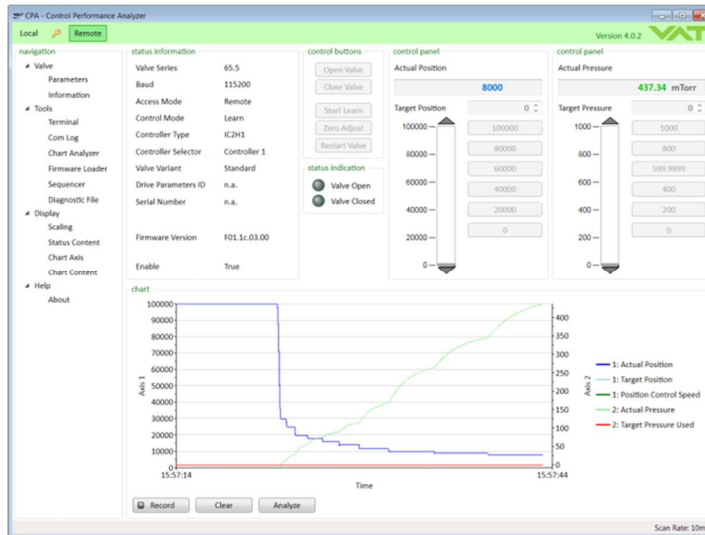 CPA - Control Performance Analyzer
Local
Remote
Version 4.0.2
VAT
navigation
Valve
Parameters
Information
Tools
Terminal
Com Log
Chart Analyzer
Firmware Loader
Sequencer
Diagnostic File
Display
Scaling
Status Content
Chart Axis
Chart Content
Help
About
status information
Valve Series 65.5
Baud 115200
Access Mode Remote
Control Mode Learn
Controller Type IC2H1
Controller Selector Controller 1
Valve Variant Standard
Drive Parameters ID n.a.
Serial Number n.a.
Firmware Version F01.1c.03.00
Enable True
control buttons
Open Valve
Close Valve
Start Learn
Zero Adjust
Restart Valve
status indication
Valve Open
Valve Closed
control panel
Actual Position
8000
Target Position 0
100000 100000
80000 80000
60000 60000
40000 40000
20000 20000
0 0
control panel
Actual Pressure
437.34 mTorr
Target Pressure 0
1000 1000
800 800
600 599.9999
400 400
200 200
0 0
chart
100000
90000
80000
70000
60000
50000
40000
30000
20000
10000
0
Axis 1
400
350
300
250
200
150
100
50
0
Axis 2
15:57:14
15:57:44
Time
1: Actual Position
1: Target Position
1: Position Control Speed
2: Actual Pressure
2: Target Pressure Used
Record
Clear
Analyze
Scan Rate: 10m